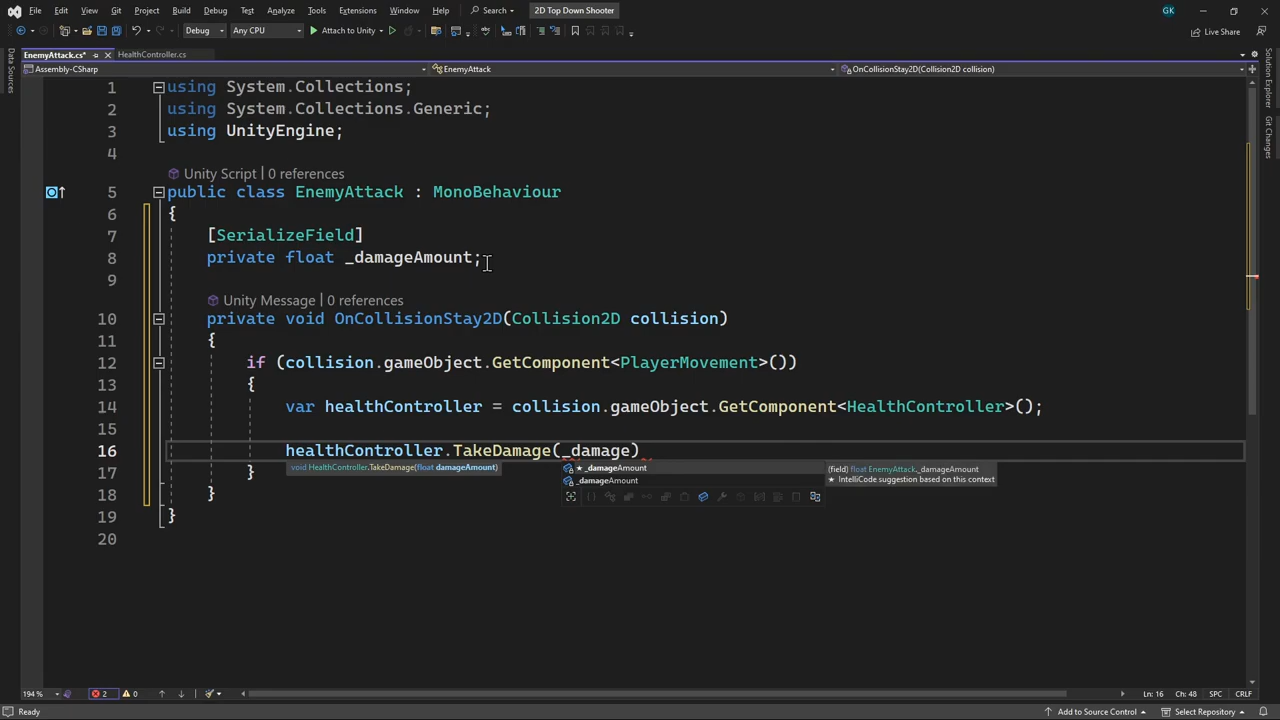 File Edit View Git Project Build Debug Test Analyze Tools Extensions Window Help Search 2D Top Down Shooter GK
Debug Any CPU Attach to Unity Live Share
EnemyAttack.cs* HealthController.cs
Assembly-CSharp EnemyAttack OnCollisionStay2D(Collision2D collision)
Data Sources
Solution Explorer
Git Changes
1 using System.Collections;
2 using System.Collections.Generic;
3 using UnityEngine;
4
Unity Script | 0 references
5 public class EnemyAttack : MonoBehaviour
6 {
7 [SerializeField]
8 private float _damageAmount;
9
Unity Message | 0 references
10 private void OnCollisionStay2D(Collision2D collision)
11 {
12 if (collision.gameObject.GetComponent<PlayerMovement>())
13 {
14 var healthController = collision.gameObject.GetComponent<HealthController>();
15
16 healthController.TakeDamage(_damage)
void HealthController.TakeDamage(float damageAmount)
★ _damageAmount
_damageAmount
(field) float EnemyAttack._damageAmount
★ IntelliCode suggestion based on this context
17 }
18 }
19 }
20
194 % 2 0 Ln: 16 Ch: 48 SPC CRLF
Ready Add to Source Control Select Repository